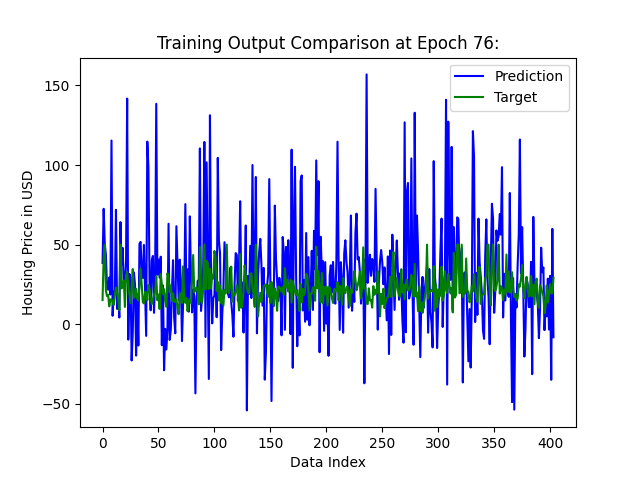 Training Output Comparison at Epoch 76:
Prediction
Target
Housing Price in USD
150
100
50
0
−50
0 50 100 150 200 250 300 350 400
Data Index